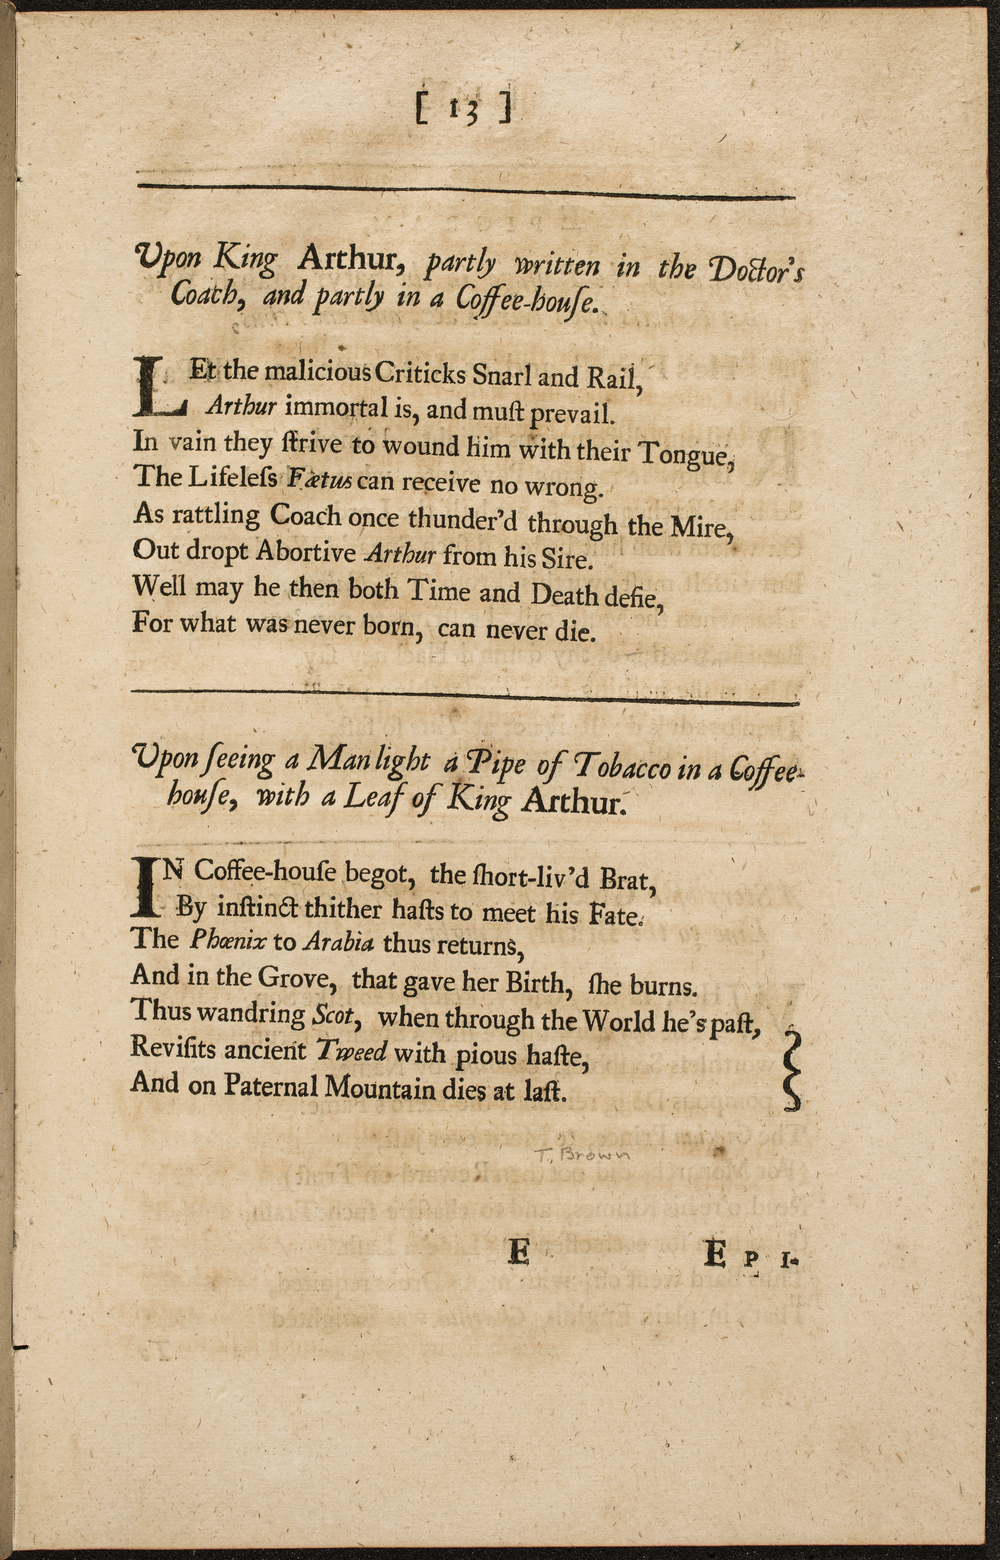 [ 13 ]
Upon King Arthur, partly written in the Doctor's
Coach, and partly in a Coffee-houſe.
LEt the malicious Criticks Snarl and Rail,
Arthur immortal is, and muſt prevail.
In vain they ſtrive to wound him with their Tongue,
The Lifeleſs Fætus can receive no wrong.
As rattling Coach once thunder'd through the Mire,
Out dropt Abortive Arthur from his Sire.
Well may he then both Time and Death defie,
For what was never born, can never die.
Upon ſeeing a Man light a Pipe of Tobacco in a Coffee-
houſe, with a Leaf of King Arthur.
IN Coffee-houſe begot, the ſhort-liv'd Brat,
By inſtinct thither haſts to meet his Fate.
The Phœnix to Arabia thus returns,
And in the Grove, that gave her Birth, ſhe burns.
Thus wandring Scot, when through the World he's paſt,
Reviſits ancient Tweed with pious haſte,
And on Paternal Mountain dies at laſt.
T. Brown
E EPI-